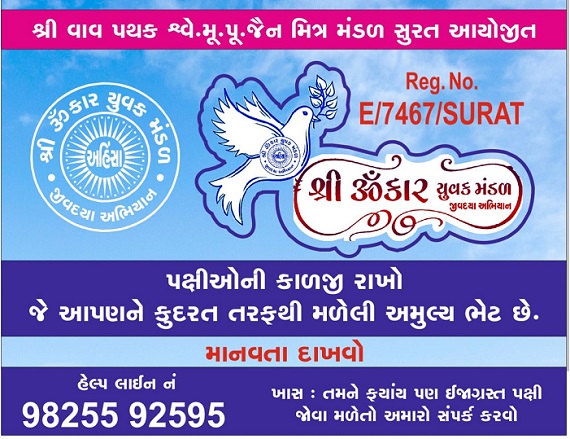 શ્રી વાવ પથક શ્વે.મૂ.પૂ.જૈન મિત્ર મંડળ સુરત આયોજીત
Reg. No.
E/7467/SURAT
શ્રી ૐકાર યુવક મંડળ
અહિંસા
જીવદયા અભિયાન
શ્રી ૐકાર યુવક મંડળ
જીવદયા અભિયાન
પક્ષીઓની કાળજી રાખો
જે આપણને કુદરત તરફથી મળેલી અમુલ્ય ભેટ છે.
માનવતા દાખવો
હેલ્પ લાઈન નં
98255 92595
ખાસ : તમને ક્યાંય પણ ઈજાગ્રસ્ત પક્ષી
જોવા મળેતો અમારો સંપર્ક કરવો